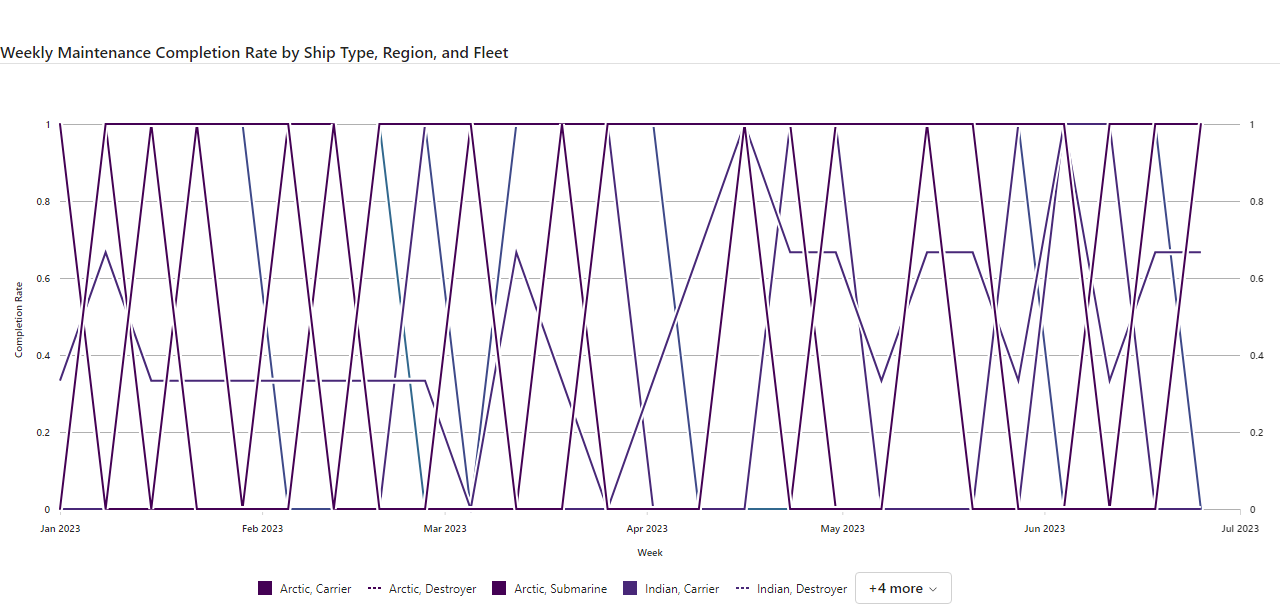 Weekly Maintenance Completion Rate by Ship Type, Region, and Fleet
1 1
0.8 0.8
0.6 0.6
Completion Rate
0.4 0.4
0.2 0.2
0 0
Jan 2023 Feb 2023 Mar 2023 Apr 2023 May 2023 Jun 2023 Jul 2023
Week
Arctic, Carrier Arctic, Destroyer Arctic, Submarine Indian, Carrier Indian, Destroyer +4 more